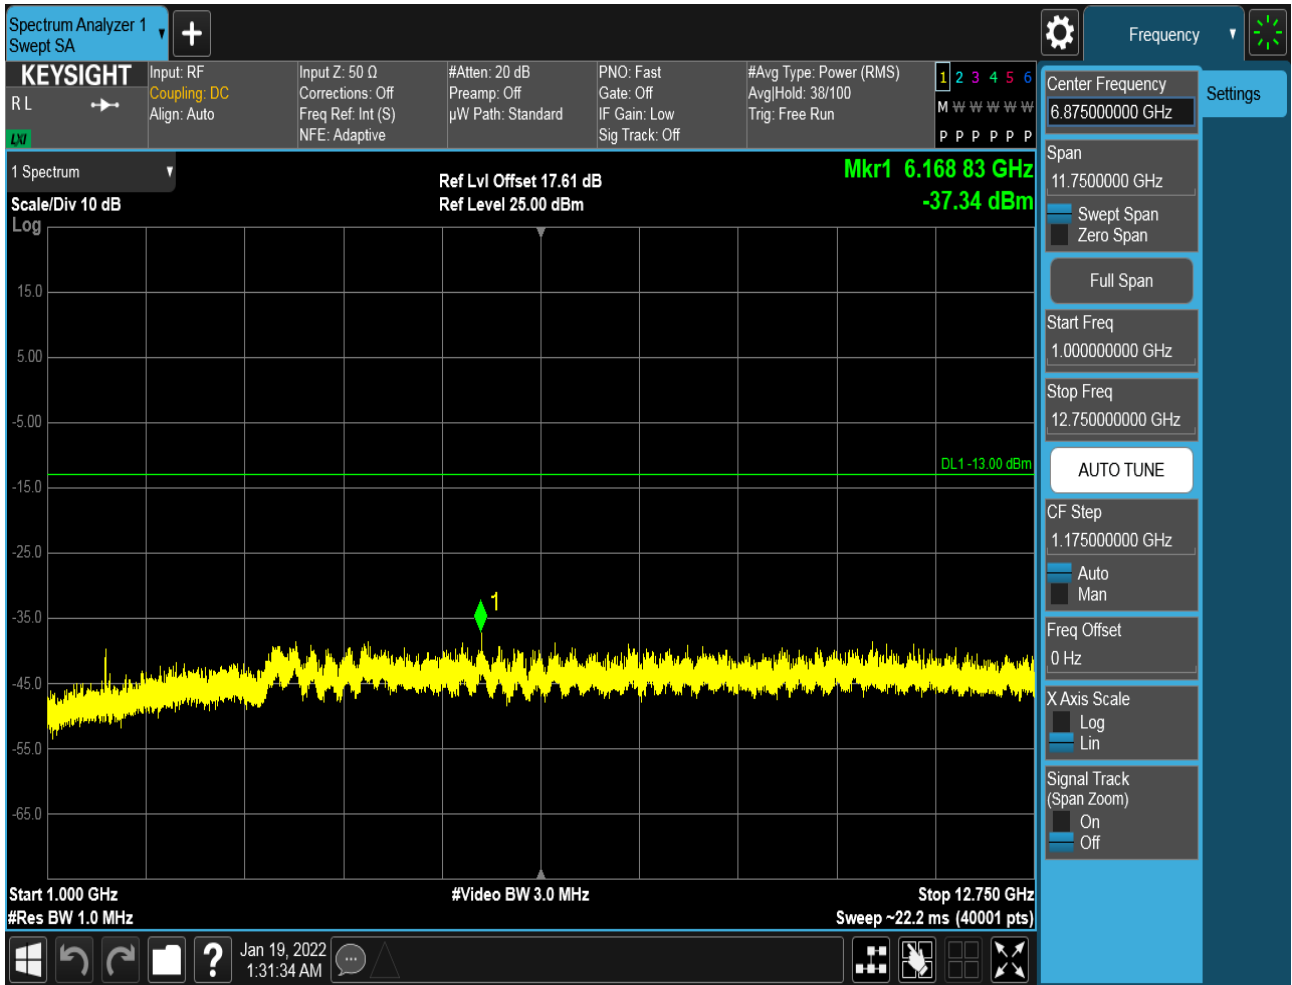 Spectrum Analyzer 1
Swept SA
+
Frequency
KEYSIGHT
R L
LXI
Input: RF
Coupling: DC
Align: Auto
Input Z: 50 Ω
Corrections: Off
Freq Ref: Int (S)
NFE: Adaptive
#Atten: 20 dB
Preamp: Off
µW Path: Standard
PNO: Fast
Gate: Off
IF Gain: Low
Sig Track: Off
#Avg Type: Power (RMS)
Avg|Hold: 38/100
Trig: Free Run
1 2 3 4 5 6
M W W W W W
P P P P P P
1 Spectrum
Scale/Div 10 dB
Log
Ref Lvl Offset 17.61 dB
Ref Level 25.00 dBm
Mkr1 6.168 83 GHz
-37.34 dBm
15.0
5.00
-5.00
DL1 -13.00 dBm
-15.0
-25.0
1
-35.0
-45.0
-55.0
-65.0
Start 1.000 GHz
#Res BW 1.0 MHz
#Video BW 3.0 MHz
Stop 12.750 GHz
Sweep ~22.2 ms (40001 pts)
Center Frequency
6.875000000 GHz
Settings
Span
11.7500000 GHz
Swept Span
Zero Span
Full Span
Start Freq
1.000000000 GHz
Stop Freq
12.750000000 GHz
AUTO TUNE
CF Step
1.175000000 GHz
Auto
Man
Freq Offset
0 Hz
X Axis Scale
Log
Lin
Signal Track
(Span Zoom)
On
Off
?
Jan 19, 2022
1:31:34 AM